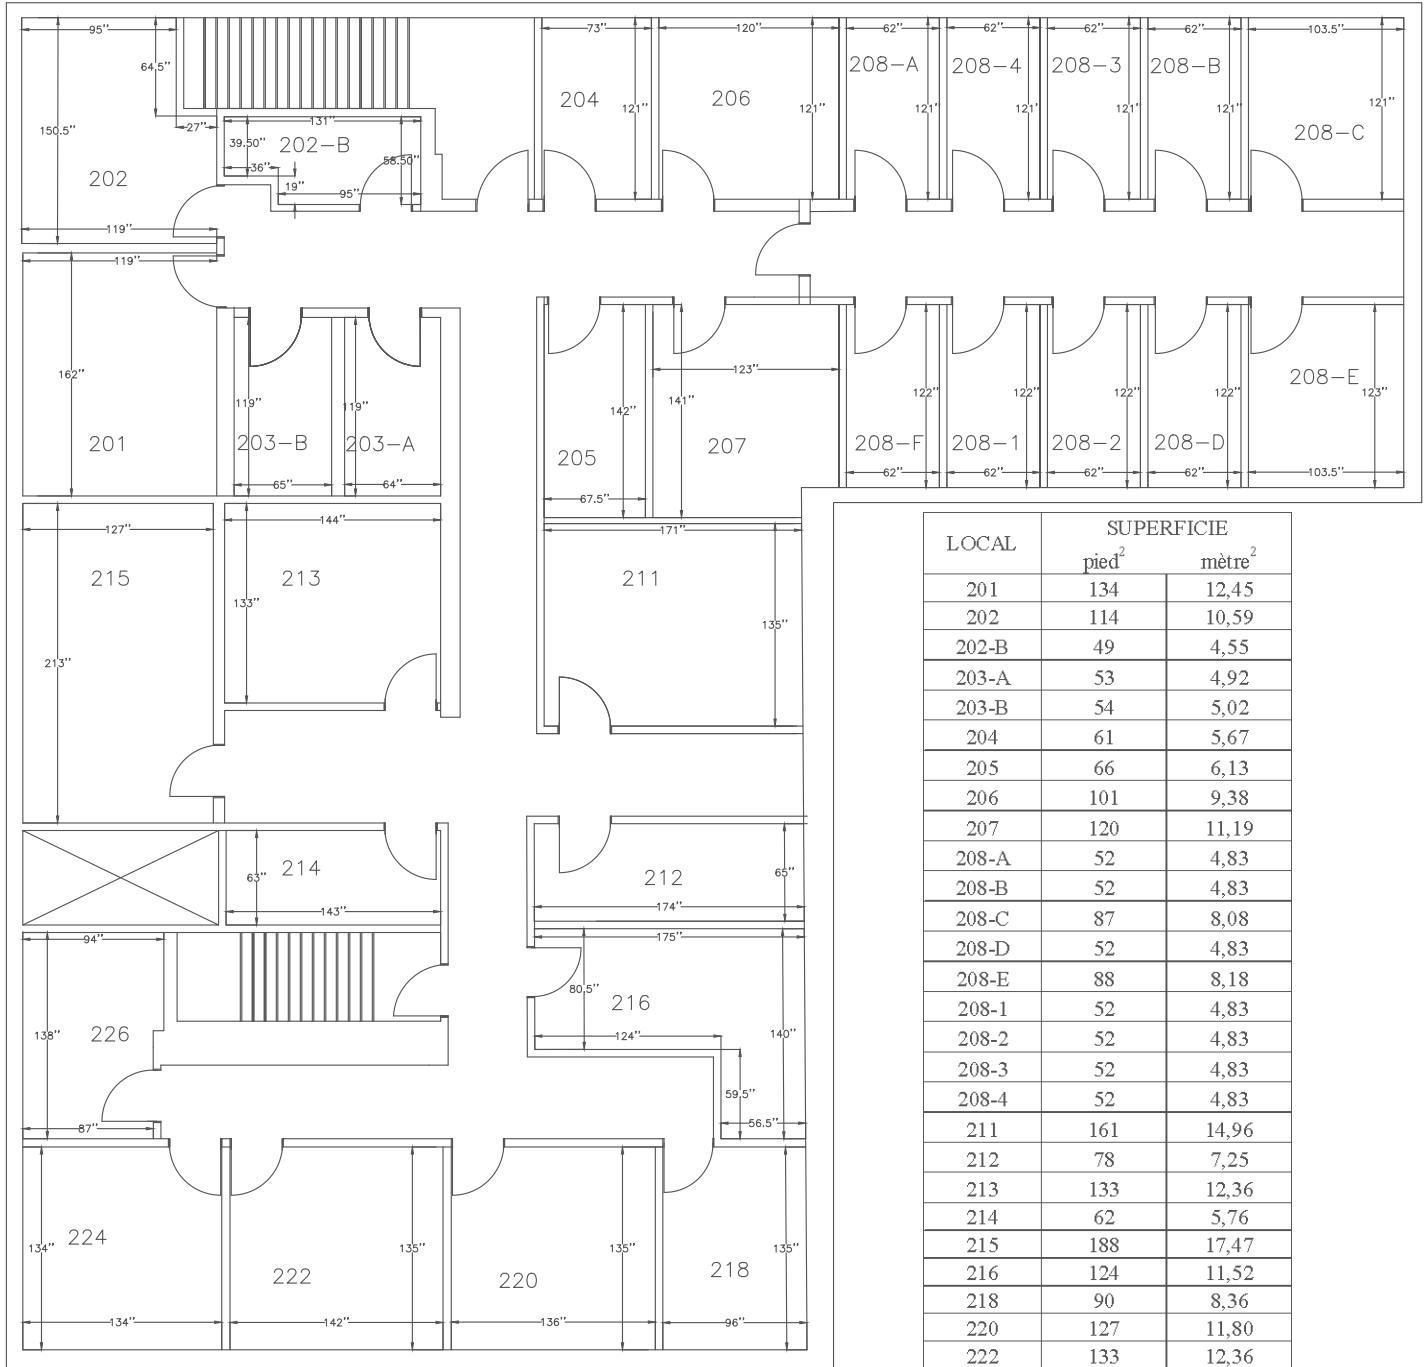 95" 73" 120" 62" 62" 62" 62" 103.5"
64.5" 208-A 208-4 208-3 208-B
204 206 121" 121" 121" 121" 121" 121" 121"
150.5" 27" 131" 208-C
39.50" 202-B 58.50"
202 36" 19" 95"
119"
119"
162" 119" 119" 142" 141" 123" 122" 122" 122" 122" 208-E 123"
201 203-B 203-A 205 207 208-F 208-1 208-2 208-D
65" 64" 67.5" 62" 62" 62" 62" 103.5"
127" 144" 171"
215 213 211
133" 135"
213"
63" 214 212 65"
143" 174"
94" 175"
80.5" 216
138" 226 124" 140"
59.5"
87" 56.5"
224 134" 222 135" 220 135" 218 135"
134" 142" 136" 96"
LOCAL SUPERFICIE
pied2 mètre2
201 134 12,45
202 114 10,59
202-B 49 4,55
203-A 53 4,92
203-B 54 5,02
204 61 5,67
205 66 6,13
206 101 9,38
207 120 11,19
208-A 52 4,83
208-B 52 4,83
208-C 87 8,08
208-D 52 4,83
208-E 88 8,18
208-1 52 4,83
208-2 52 4,83
208-3 52 4,83
208-4 52 4,83
211 161 14,96
212 78 7,25
213 133 12,36
214 62 5,76
215 188 17,47
216 124 11,52
218 90 8,36
220 127 11,80
222 133 12,36